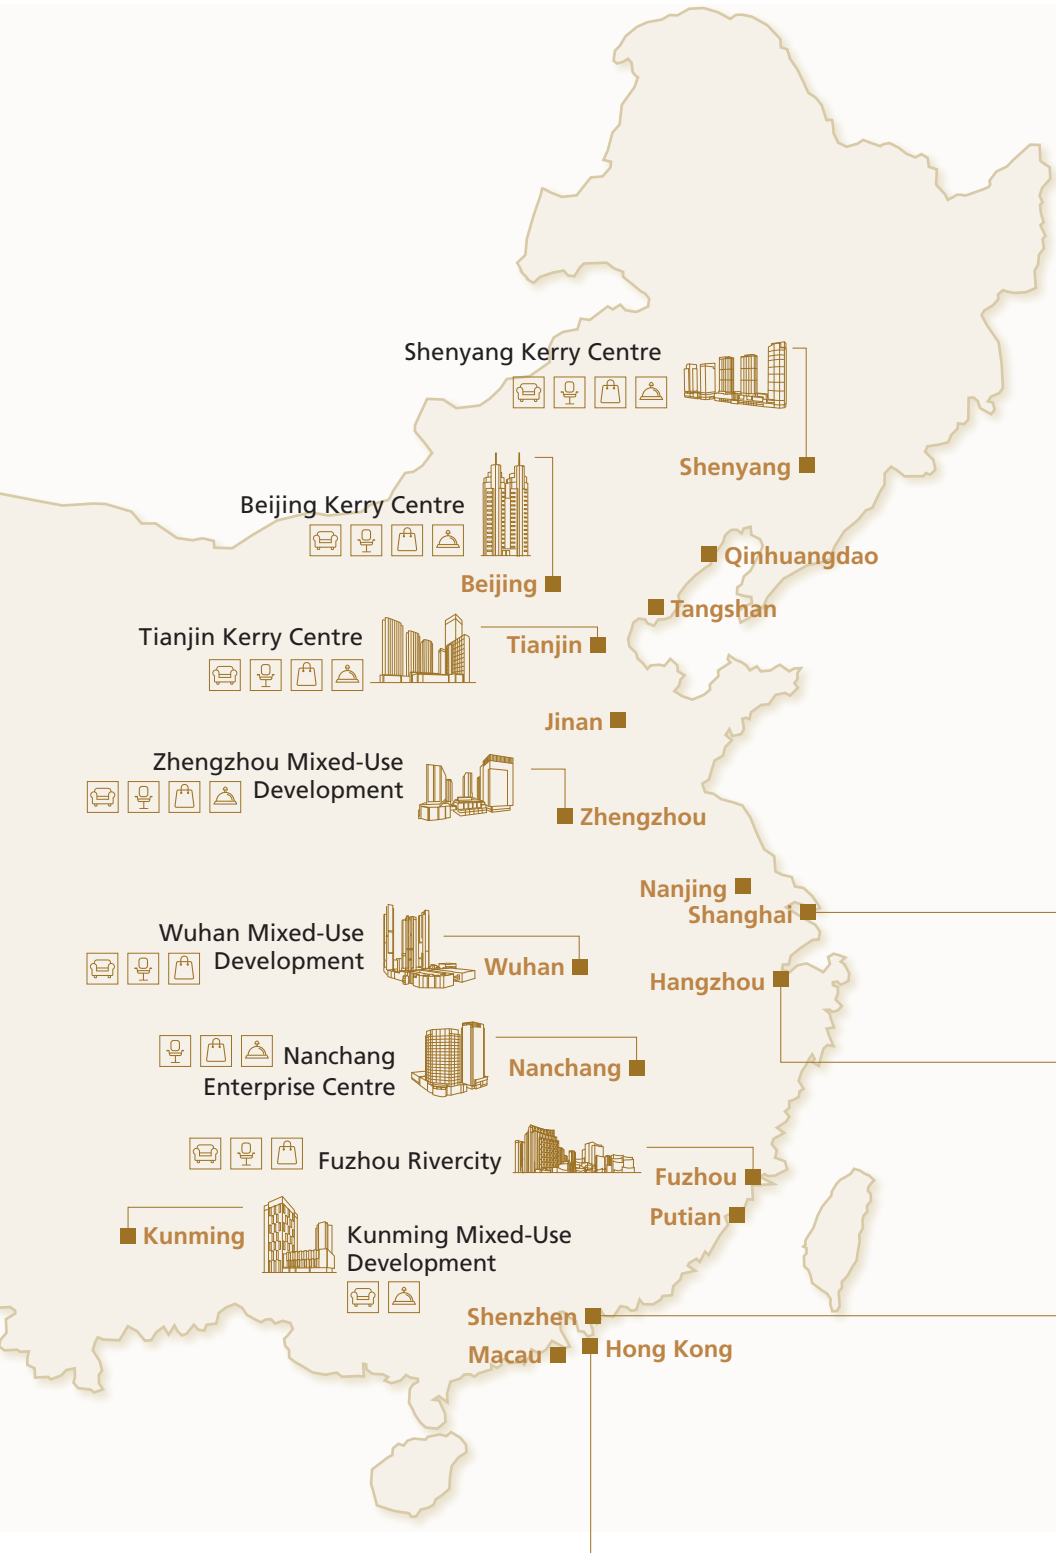 Shenyang Kerry Centre
Shenyang
Beijing Kerry Centre
Qinhuangdao
Beijing
Tangshan
Tianjin Kerry Centre
Tianjin
Jinan
Zhengzhou Mixed-Use
Development
Zhengzhou
Nanjing
Shanghai
Wuhan Mixed-Use
Development
Wuhan
Hangzhou
Nanchang
Enterprise Centre
Nanchang
Fuzhou Rivercity
Fuzhou
Putian
Kunming
Kunming Mixed-Use
Development
Shenzhen
Hong Kong
Macau